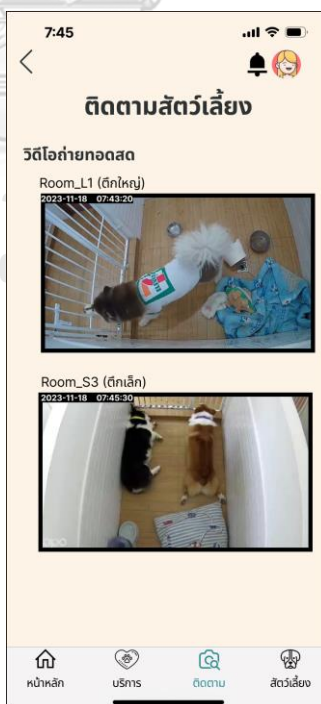 7:45
ติดตามสัตว์เลี้ยง
วิดีโอถ่ายทอดสด
Room_L1 (ตึกใหญ่)
2023-11-18 07:43:20
Room_S3 (ตึกเล็ก)
2023-11-18 07:45:30
หน้าหลัก
บริการ
ติดตาม
สัตว์เลี้ยง